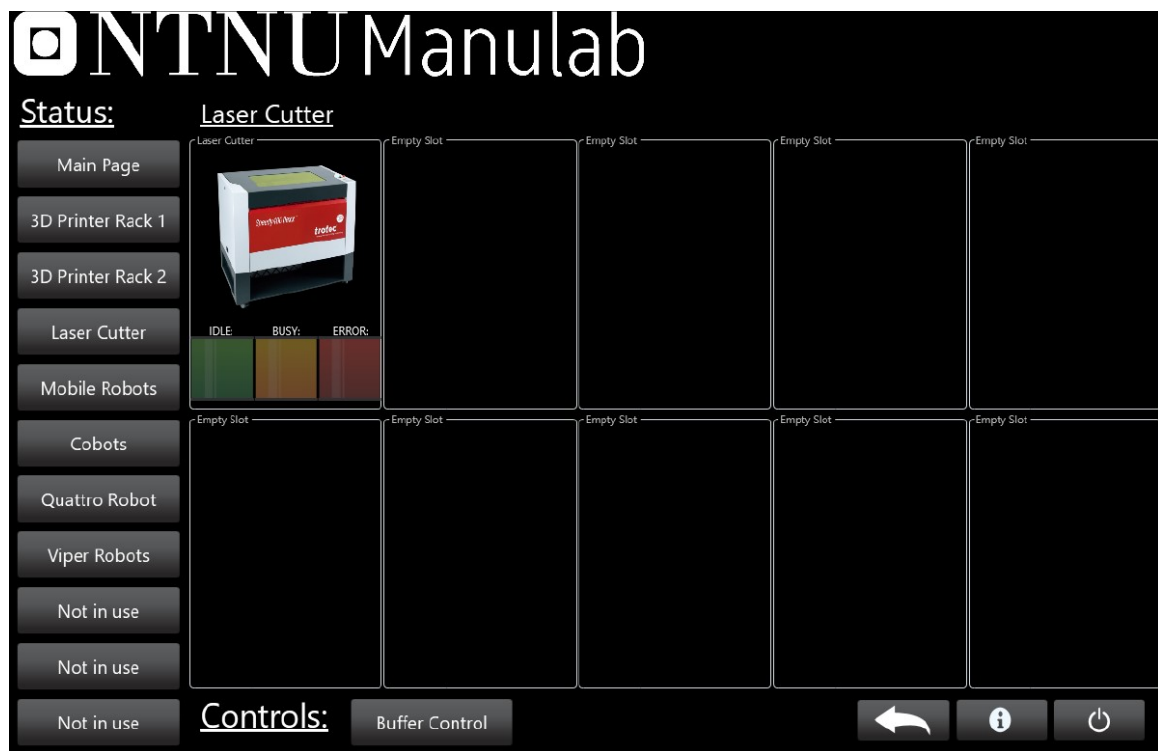 NTNU Manulab
Status:
Laser Cutter
Main Page
3D Printer Rack 1
3D Printer Rack 2
Laser Cutter
Mobile Robots
Cobots
Quattro Robot
Viper Robots
Not in use
Not in use
Not in use
Laser Cutter
Empty Slot
Empty Slot
Empty Slot
Empty Slot
trotec
IDLE:
BUSY:
ERROR:
Empty Slot
Empty Slot
Empty Slot
Empty Slot
Empty Slot
Controls:
Buffer Control